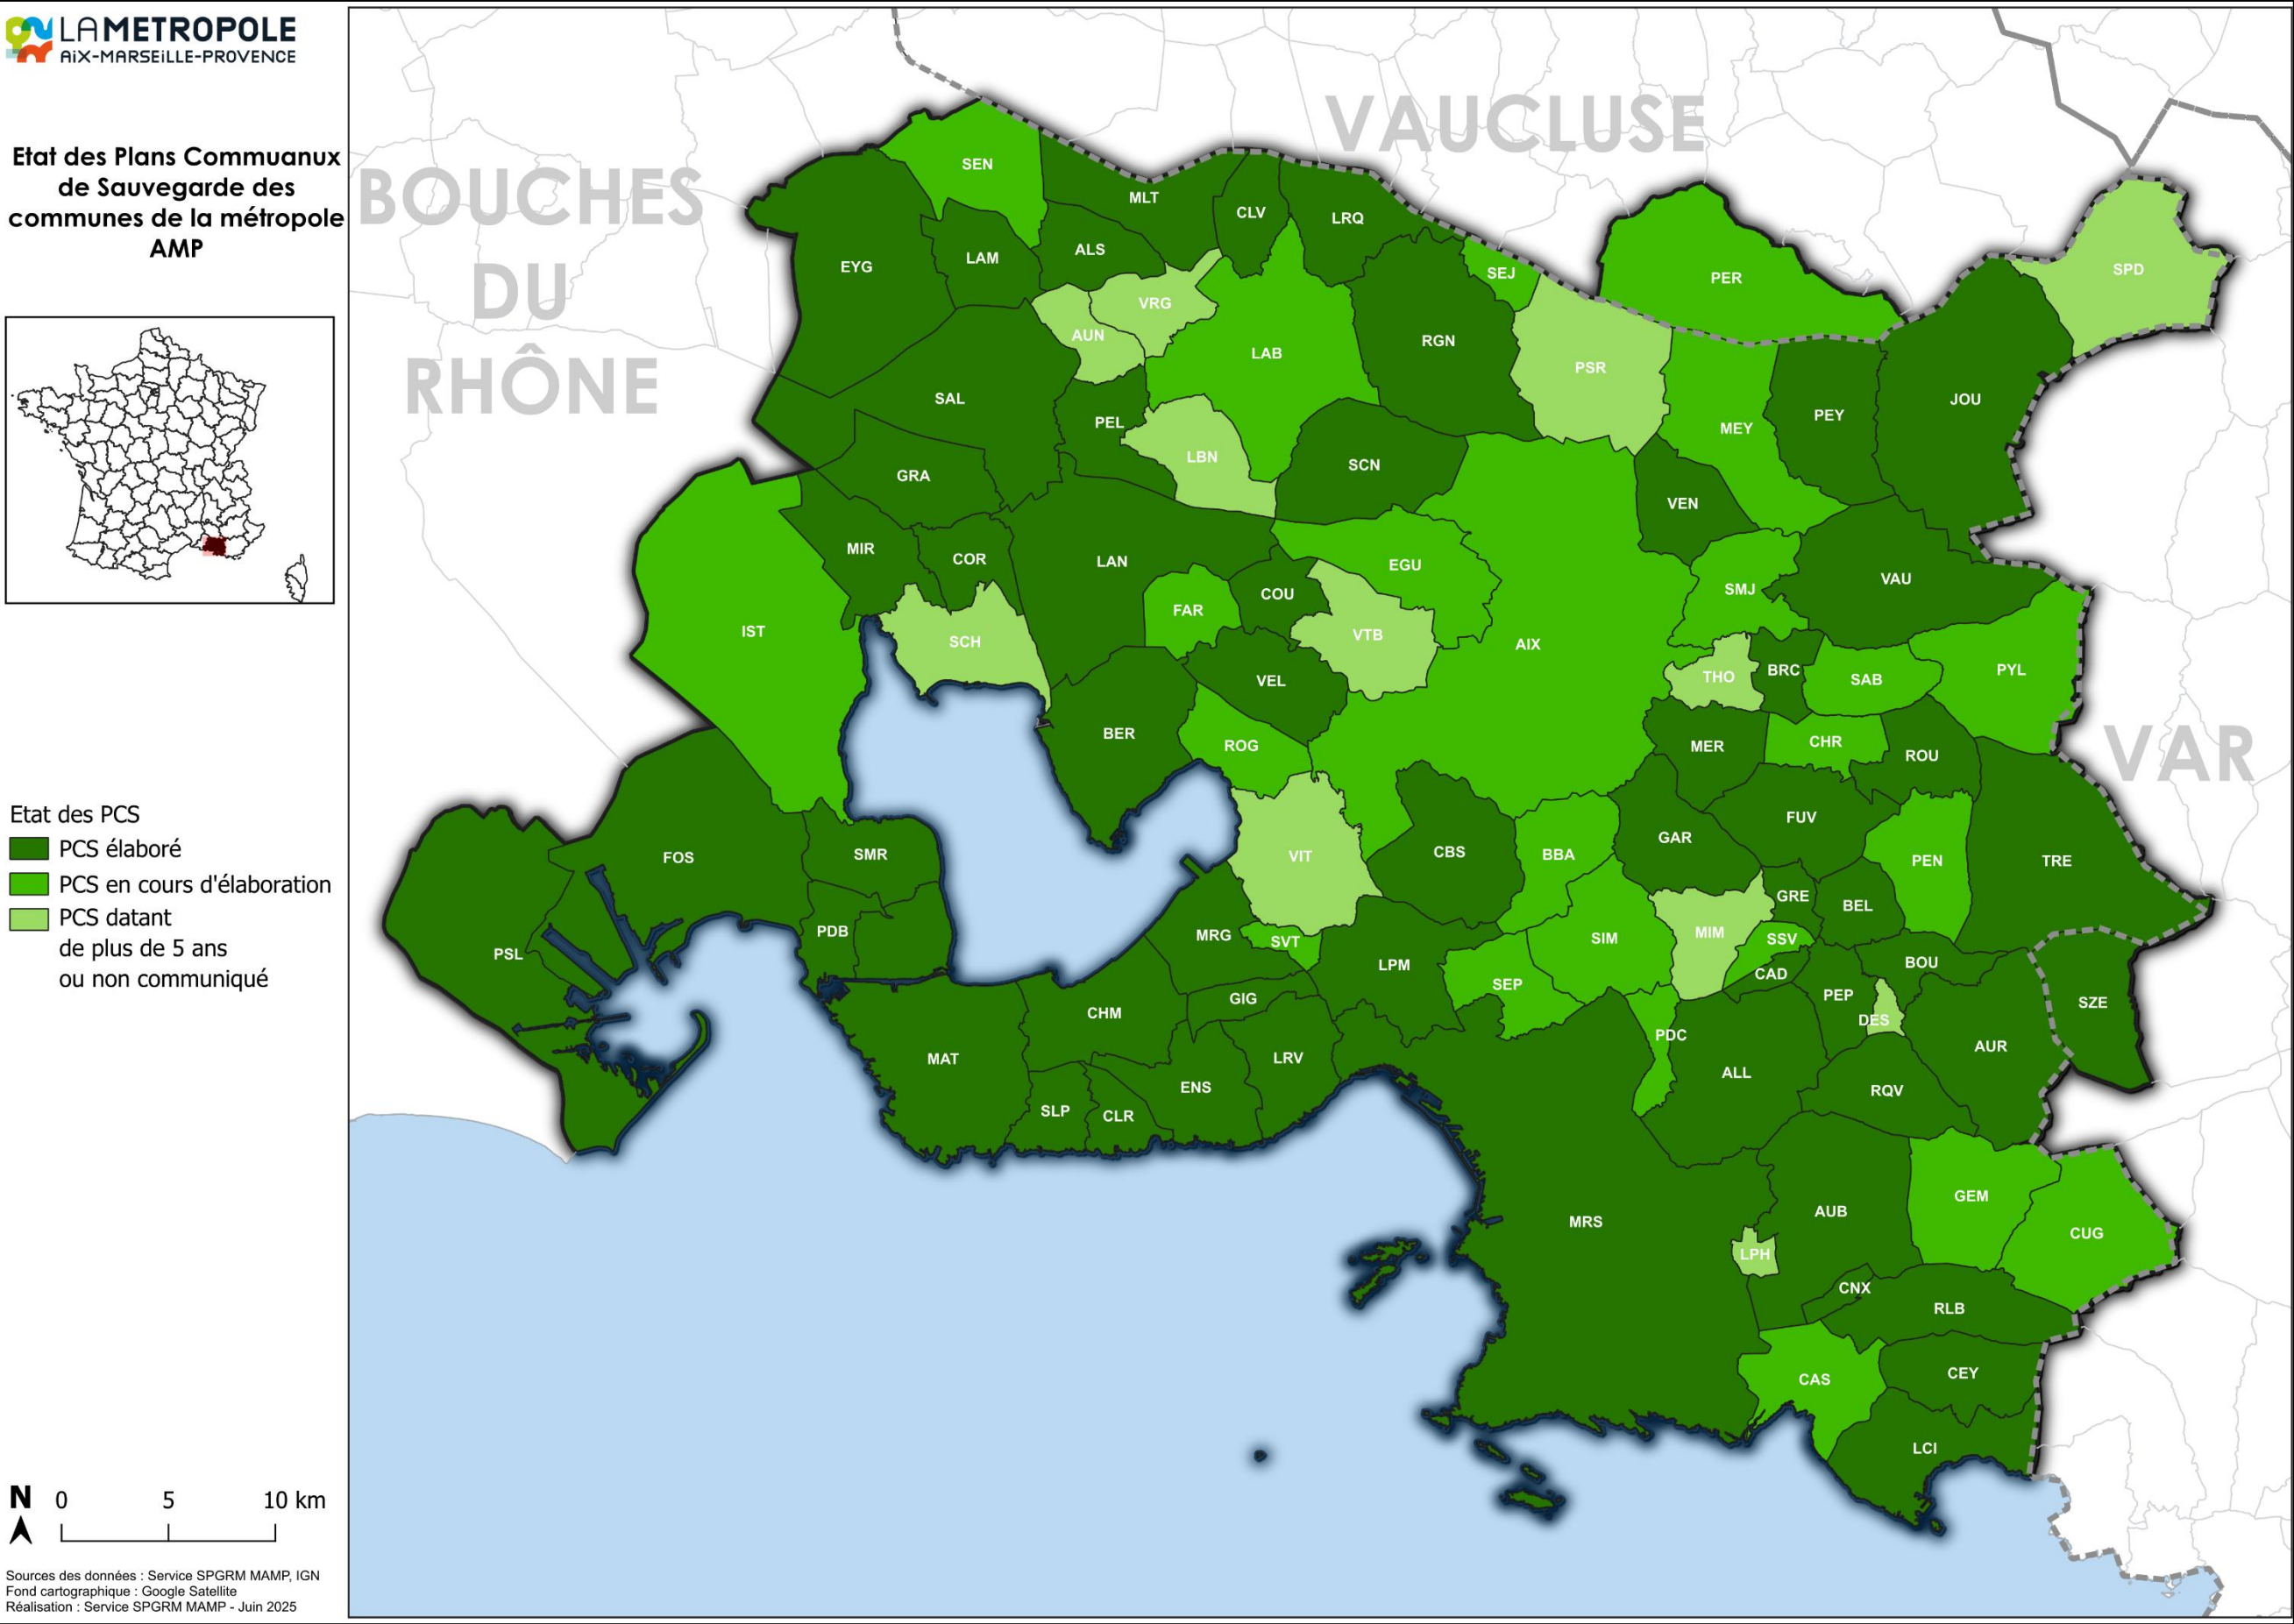 LAMETROPOLE
AiX-MARSEiLLE-PROVENCE
Etat des Plans Commuanux
de Sauvegarde des
communes de la métropole
AMP
Etat des PCS
PCS élaboré
PCS en cours d'élaboration
PCS datant
de plus de 5 ans
ou non communiqué
N 0 5 10 km
Sources des données : Service SPGRM MAMP, IGN
Fond cartographique : Google Satellite
Réalisation : Service SPGRM MAMP - Juin 2025
VAUCLUSE
BOUCHES
DU
RHÔNE
VAR
SEN
MLT
CLV
LRQ
ALS
LAM
EYG
SEJ
PER
SPD
VRG
AUN
RGN
LAB
PSR
SAL
JOU
PEY
PEL
MEY
LBN
SCN
GRA
VEN
MIR
COR
LAN
EGU
VAU
SMJ
COU
FAR
IST
VTB
SCH
AIX
BRC
PYL
THO
SAB
VEL
BER
CHR
ROG
MER
ROU
FUV
GAR
SMR
FOS
VIT
CBS
BBA
PEN
TRE
GRE
BEL
PDB
MIM
MRG
SIM
SSV
SVT
PSL
BOU
LPM
CAD
SEP
PEP
GIG
SZE
CHM
DES
PDC
AUR
MAT
LRV
ALL
ENS
RQV
SLP
CLR
GEM
AUB
MRS
CUG
LPH
CNX
RLB
CEY
CAS
LCI